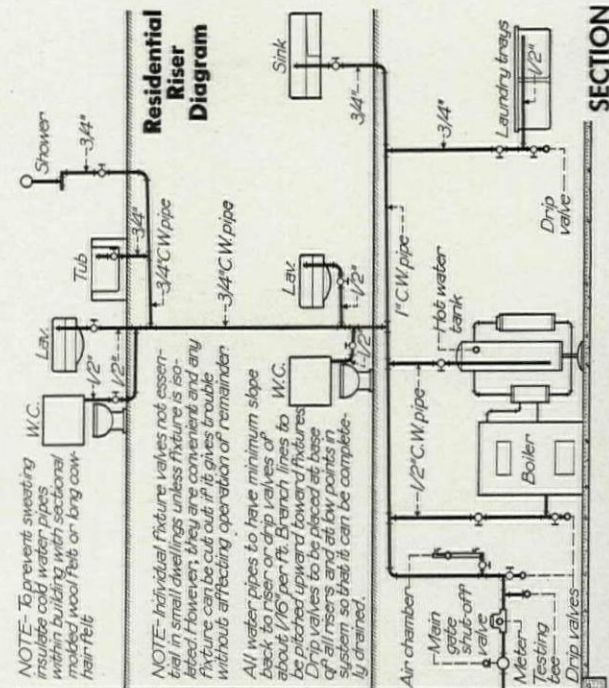 NOTE-To prevent sweating
insulate cold water pipes
within building with sectional
molded wool felt or long cow-
hair felt
NOTE-Individual fixture valves not essen-
tial in small dwellings unless fixture is iso-
lated. However, they are convenient and any
fixture can be cut out if it gives trouble
without affecting operation of remainder.
All water pipes to have minimum slope
back to riser or drip valves of
about 1/16" per ft. Branch lines to
be pitched upward toward fixtures
Drip valves to be placed at base
of all risers and at low points in
system so that it can be complete-
ly drained.
W.C.
Lav.
1/2"
1/2"
Tub
3/4"
Shower
3/4"
3/4" C.W. pipe
Residential
Riser
Diagram
3/4" C.W. pipe
W.C.
1/2"
Lav.
1/2"
Sink
3/4"
Air chamber
Main
gate
shut-off
valve
Meter
Testing
tee
Drip valves
1/2" C.W. pipe
Boiler
Hot water
tank
1" C.W. pipe
3/4"
Laundry trays
1/2"
Drip
valve
SECTION